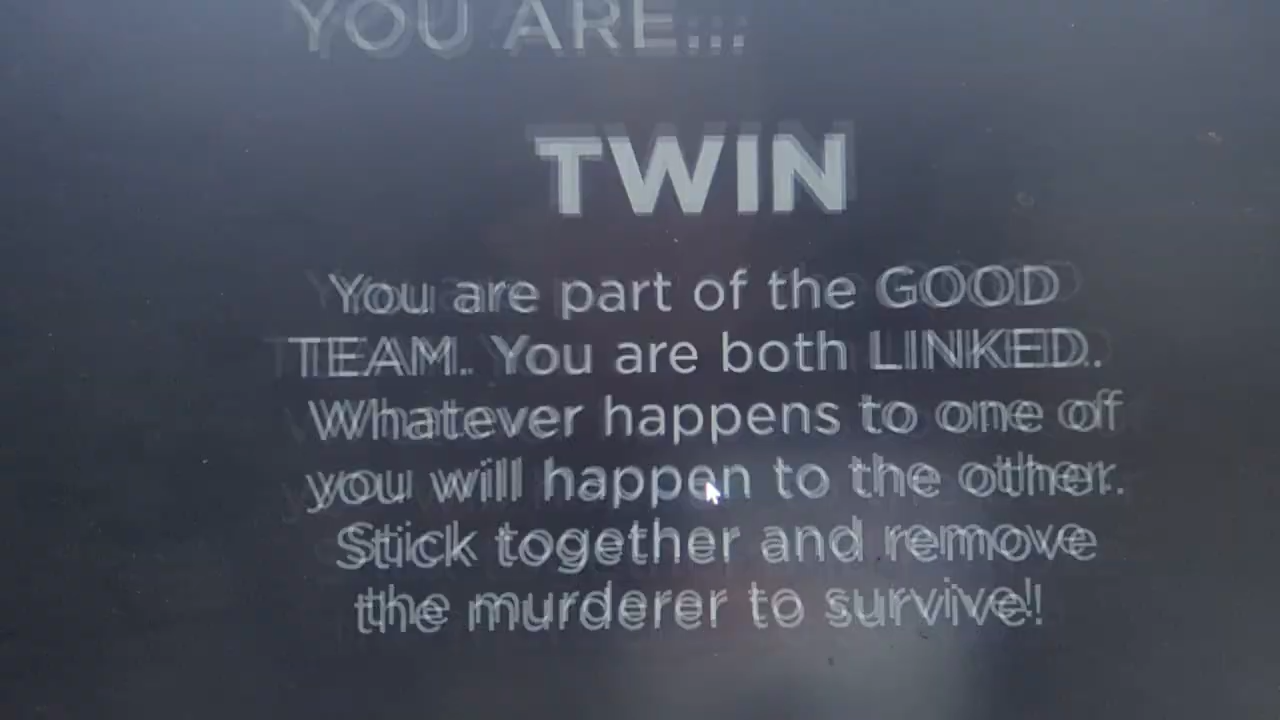 YOU ARE...
TWIN
You are part of the GOOD
TEAM. You are both LINKED.
Whatever happens to one of
you will happen to the other.
Stick together and remove
the murderer to survive!